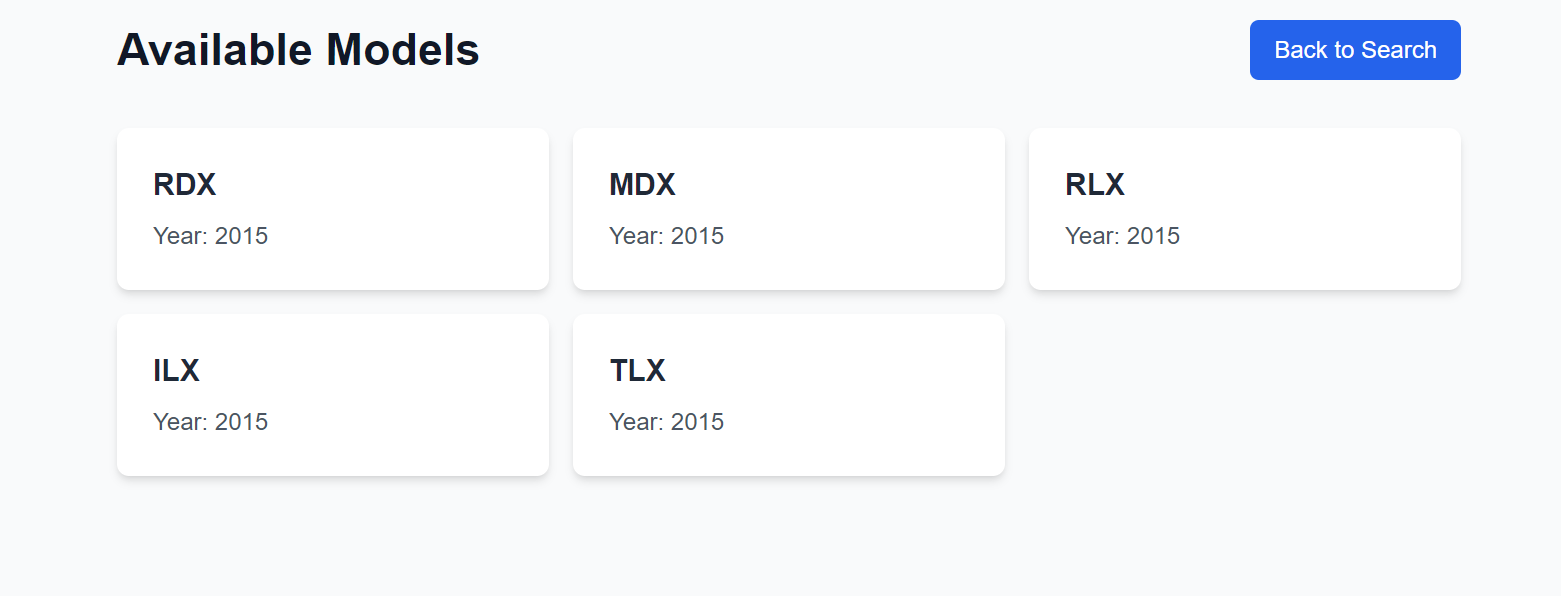 Available Models
Back to Search
RDX
Year: 2015
MDX
Year: 2015
RLX
Year: 2015
ILX
Year: 2015
TLX
Year: 2015